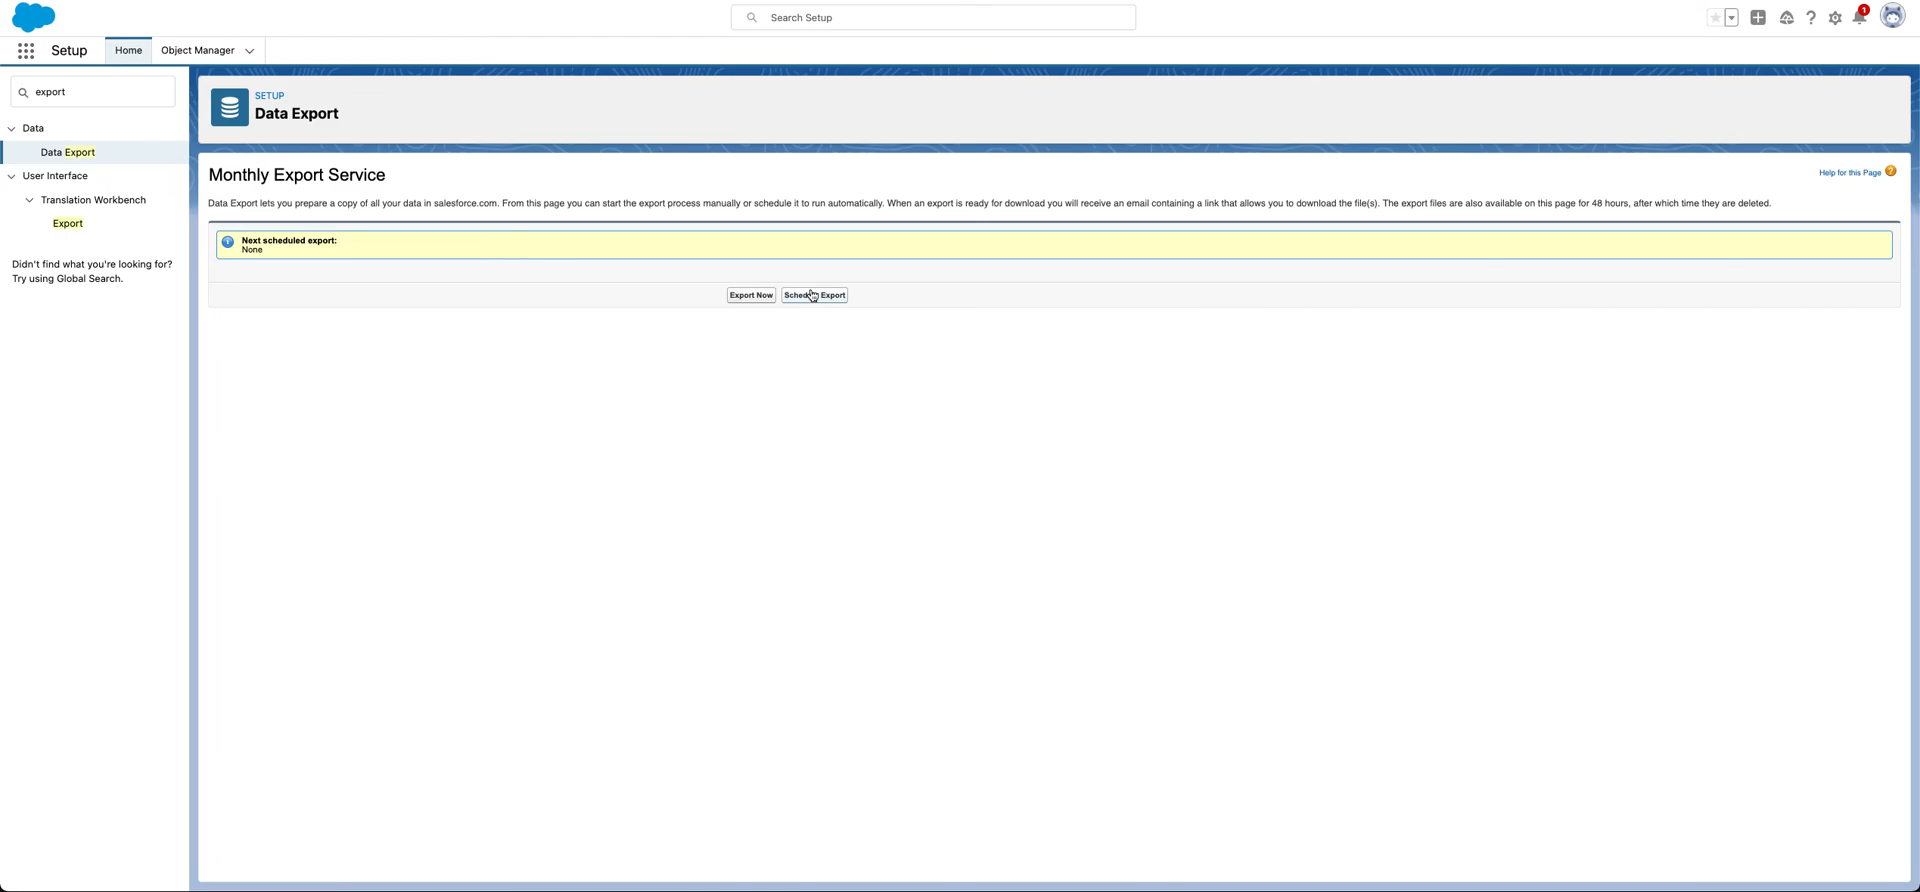 Search Setup
1
Setup
Home
Object Manager
export
Data
Data Export
User Interface
Translation Workbench
Export
Didn't find what you're looking for?
Try using Global Search.
SETUP
Data Export
Monthly Export Service
Help for this Page ?
Data Export lets you prepare a copy of all your data in salesforce.com. From this page you can start the export process manually or schedule it to run automatically. When an export is ready for download you will receive an email containing a link that allows you to download the file(s). The export files are also available on this page for 48 hours, after which time they are deleted.
i
Next scheduled export:
None
Export Now
Export